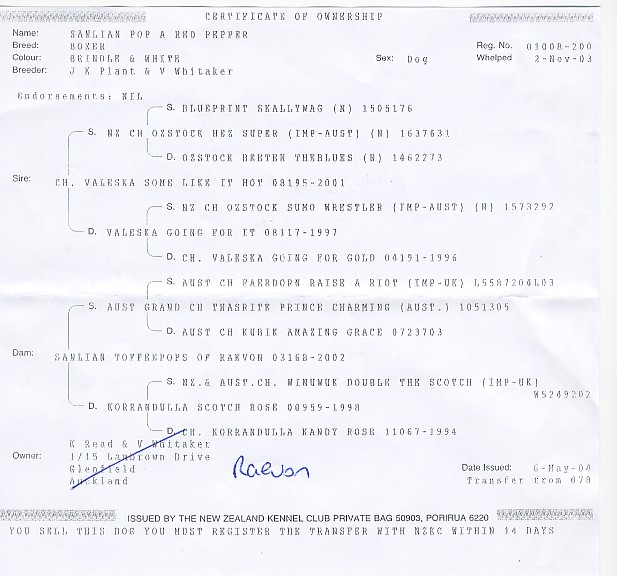 CERTIFICATE OF OWNERSHIP
Name: SANLIAN POP A RED PEPPER
Breed: BOXER Reg. No. 01008-200
Colour: BRINDLE & WHITE Sex: Dog Whelped 2-Nov-03
Breeder: J K Plant & V Whitaker
Endorsements: NIL
S. BLUEPRINT SKALLYWAG (N) 1505176
S. NZ CH OZSTOCK HEZ SUPER (IMP-AUST) (N) 1637631
D. OZSTOCK BEETEN THEBLUES (N) 1462273
Sire: CH. VALESKA SOME LIKE IT HOT 08195-2001
S. NZ CH OZSTOCK SUMO WRESTLER (IMP-AUST) (N) 1573292
D. VALESKA GOING FOR IT 08117-1997
D. CH. VALESKA GOING FOR GOLD 04191-1996
S. AUST CH FAERDORN RAISE A RIOT (IMP-UK) L5587204L03
S. AUST GRAND CH THASRITE PRINCE CHARMING (AUST.) 1051305
D. AUST CH KUBIK AMAZING GRACE 0723703
Dam: SANLIAN TOFFEEPOPS OF RAEVON 03168-2002
S. NZ.& AUST.CH. WINUWUK DOUBLE THE SCOTCH (IMP-UK)
W5249202
D. KORRANDULLA SCOTCH ROSE 00959-1998
D. CH. KORRANDULLA KANDY ROSE 11067-1994
K Read & V Whitaker
Owner: 1/15 Lanbrown Drive
Glenfield
Auckland
Raevon
Date Issued: 6-May-04
Transfer from 078
ISSUED BY THE NEW ZEALAND KENNEL CLUB PRIVATE BAG 50903, PORIRUA 6220
YOU SELL THIS DOG YOU MUST REGISTER THE TRANSFER WITH NZKC WITHIN 14 DAYS